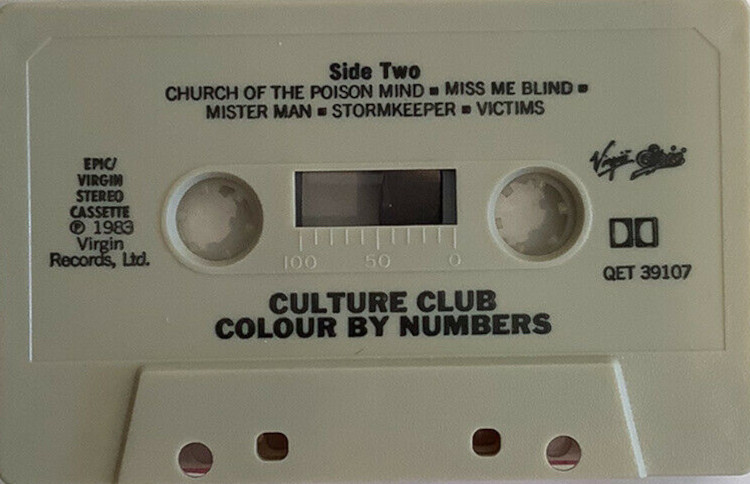 Side Two
CHURCH OF THE POISON MIND ▪ MISS ME BLIND ▪
MISTER MAN ▪ STORMKEEPER ▪ VICTIMS
EPIC/
VIRGIN
STEREO
CASSETTE
℗ 1983
Virgin
Records, Ltd.
Virgin Epic
QET 39107
100 50 0
CULTURE CLUB
COLOUR BY NUMBERS